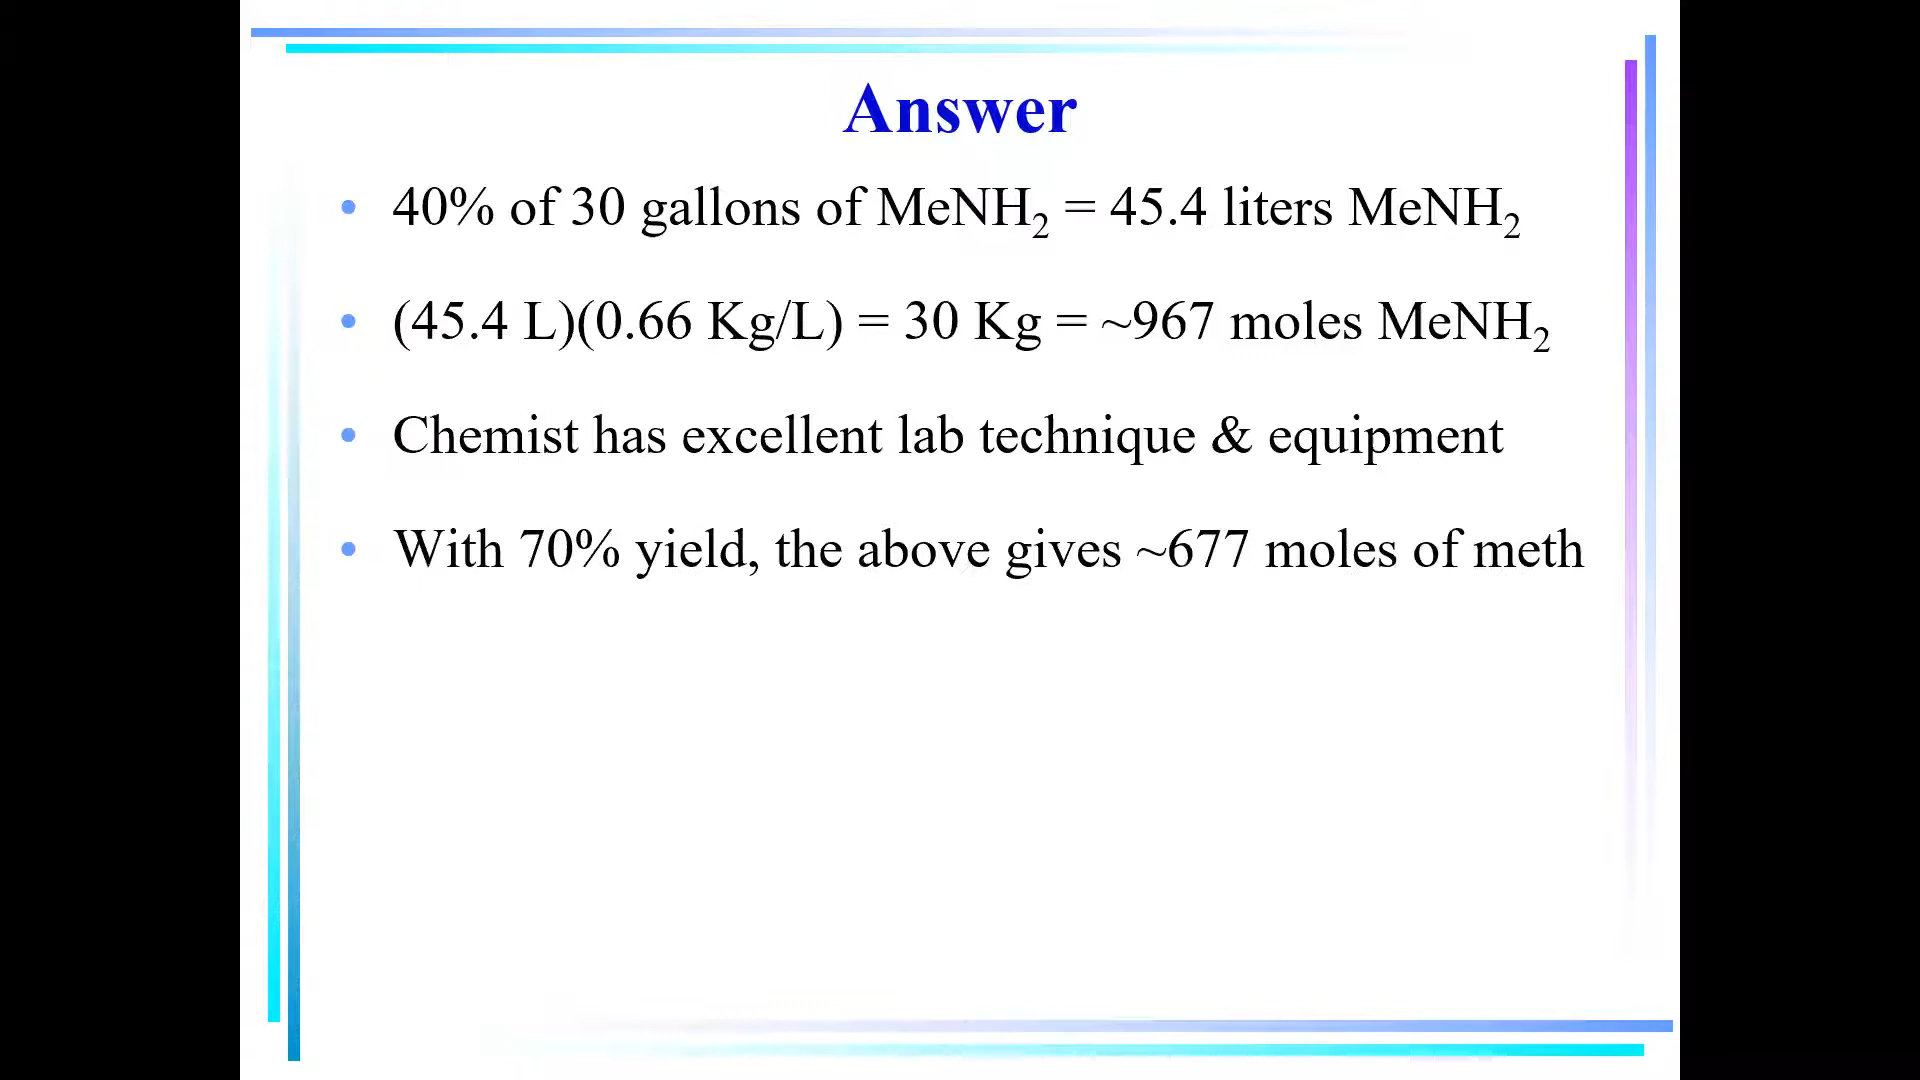 Answer
• 40% of 30 gallons of MeNH₂ = 45.4 liters MeNH₂
• (45.4 L)(0.66 Kg/L) = 30 Kg = ~967 moles MeNH₂
• Chemist has excellent lab technique & equipment
• With 70% yield, the above gives ~677 moles of meth